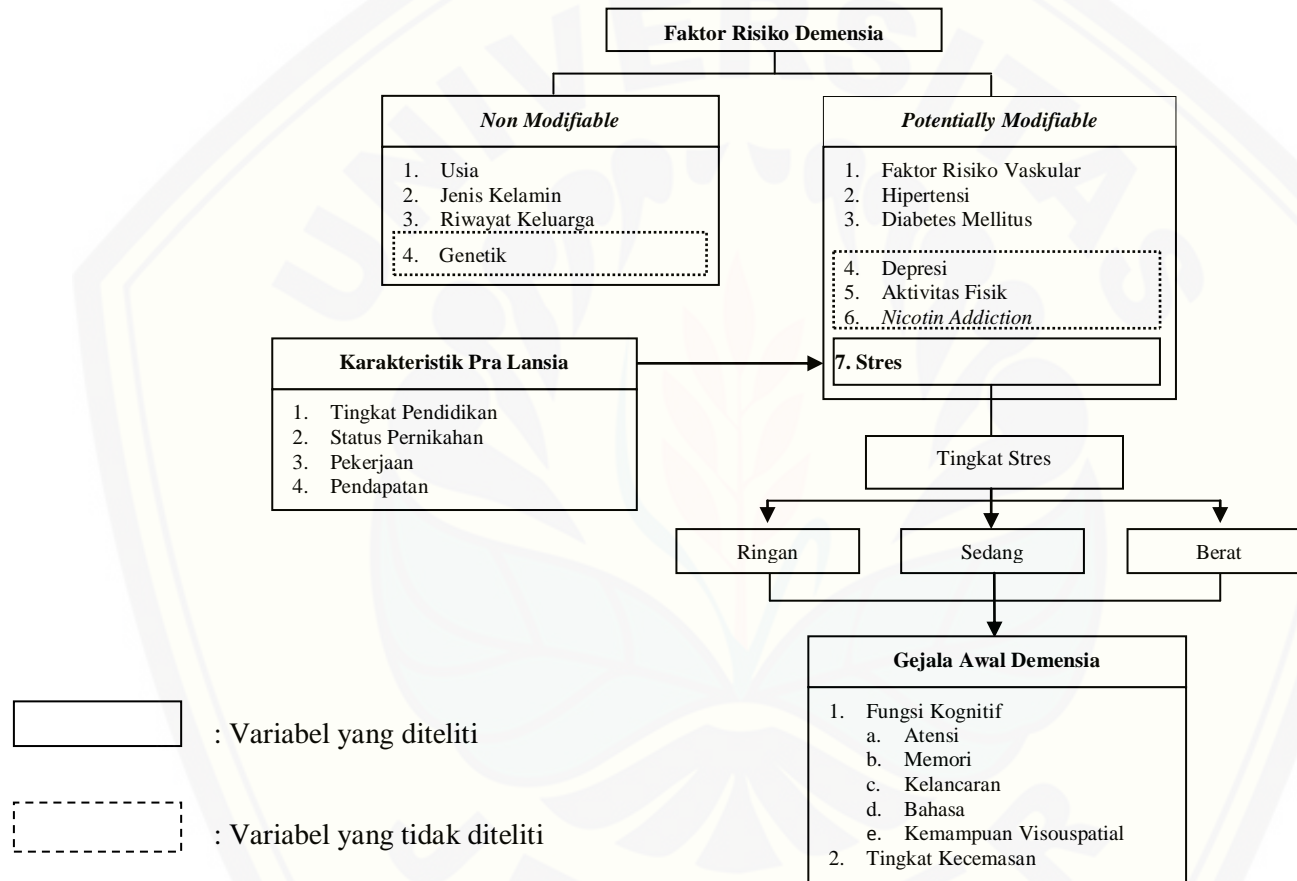 Faktor Risiko Demensia
Non Modifiable
1. Usia
2. Jenis Kelamin
3. Riwayat Keluarga
4. Genetik
Potentially Modifiable
1. Faktor Risiko Vaskular
2. Hipertensi
3. Diabetes Mellitus
4. Depresi
5. Aktivitas Fisik
6. Nicotin Addiction
7. Stres
Karakteristik Pra Lansia
1. Tingkat Pendidikan
2. Status Pernikahan
3. Pekerjaan
4. Pendapatan
Tingkat Stres
Ringan
Sedang
Berat
Gejala Awal Demensia
1. Fungsi Kognitif
a. Atensi
b. Memori
c. Kelancaran
d. Bahasa
e. Kemampuan Visouspatial
2. Tingkat Kecemasan
: Variabel yang diteliti
: Variabel yang tidak diteliti
UNIVERSITAS